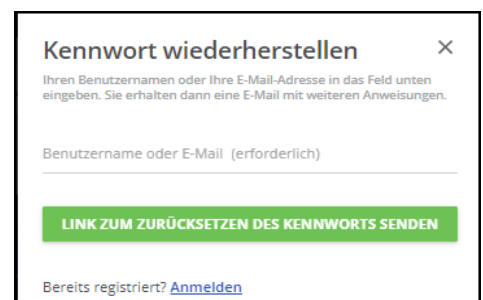 Kennwort wiederherstellen
Ihren Benutzernamen oder Ihre E-Mail-Adresse in das Feld unten
eingeben. Sie erhalten dann eine E-Mail mit weiteren Anweisungen.
Benutzername oder E-Mail (erforderlich)
LINK ZUM ZURÜCKSETZEN DES KENNWORTS SENDEN
Bereits registriert? Anmelden